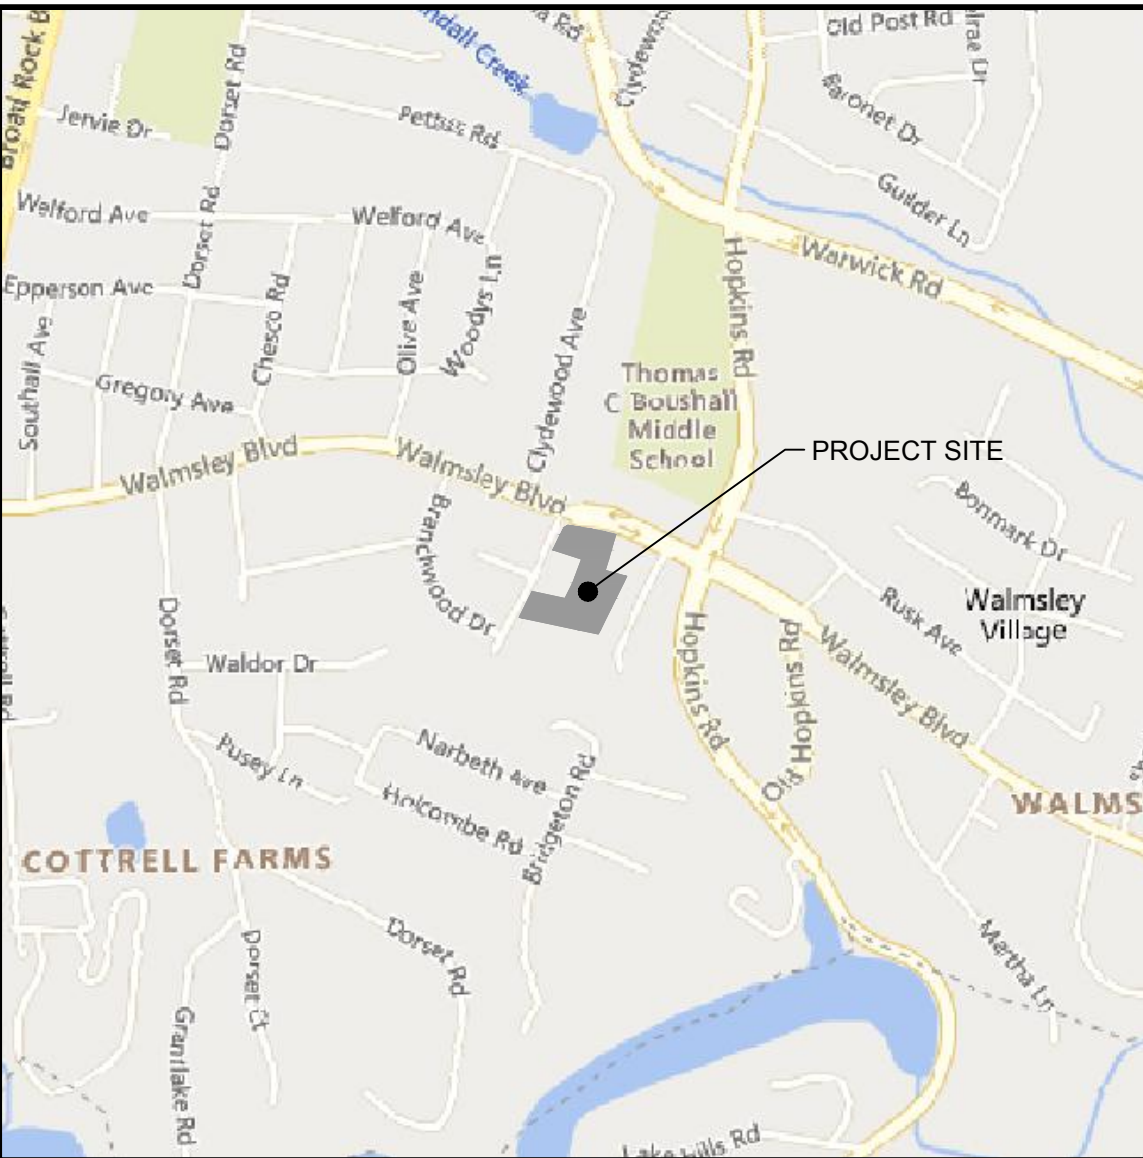 Old Post Rd
Clydewood
Dorset Rd
Broad Rock B
Jervie Dr
Pettus Rd
Baronet Dr
Guilder Ln
Welford Ave
Welford Ave
Dorset Rd
Warwick Rd
Hopkins Rd
Epperson Ave
Chesco Rd
Olive Ave
Woodys Ln
Clydewood Ave
Southall Ave
Gregory Ave
Thomas
C Boushall
Middle
School
PROJECT SITE
Walmsley Blvd
Walmsley Blvd
Bonmark Dr
Branchwood Dr
Rusk Ave
Walmsley
Village
Dorset Rd
Waldor Dr
Hopkins Rd
Old Hopkins Rd
Walmsley Blvd
Pusey Ln
Narbeth Ave
Holcombe Rd
Bridgeton Rd
WALMS
COTTRELL FARMS
Dorset Rd
Dorset Ct
Martha Ln
Grantlake Rd
Lake Hills Rd